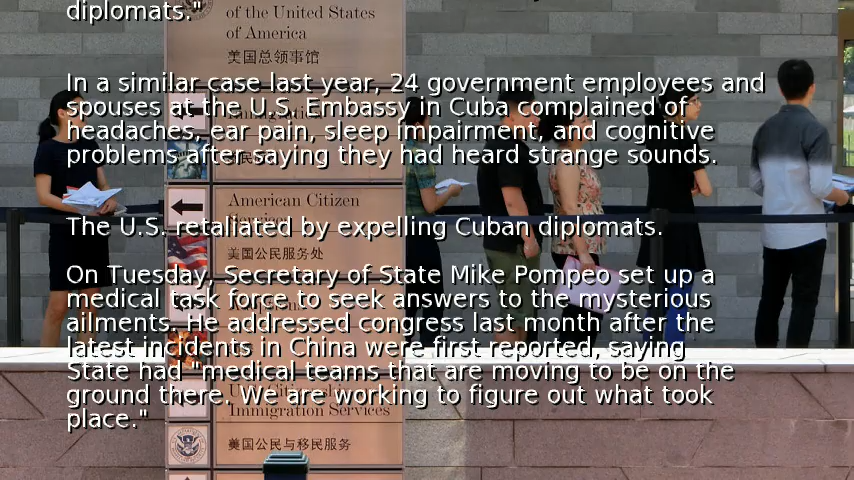 diplomats."
of the United States
of America
美国总领事馆
In a similar case last year, 24 government employees and
spouses at the U.S. Embassy in Cuba complained of
headaches, ear pain, sleep impairment, and cognitive
problems after saying they had heard strange sounds.
American Citizen
Services
The U.S. retaliated by expelling Cuban diplomats.
美国公民服务处
On Tuesday, Secretary of State Mike Pompeo set up a
medical task force to seek answers to the mysterious
ailments. He addressed congress last month after the
latest incidents in China were first reported, saying
State had "medical teams that are moving to be on the
ground there. We are working to figure out what took
place."
Immigration Services
美国公民与移民服务